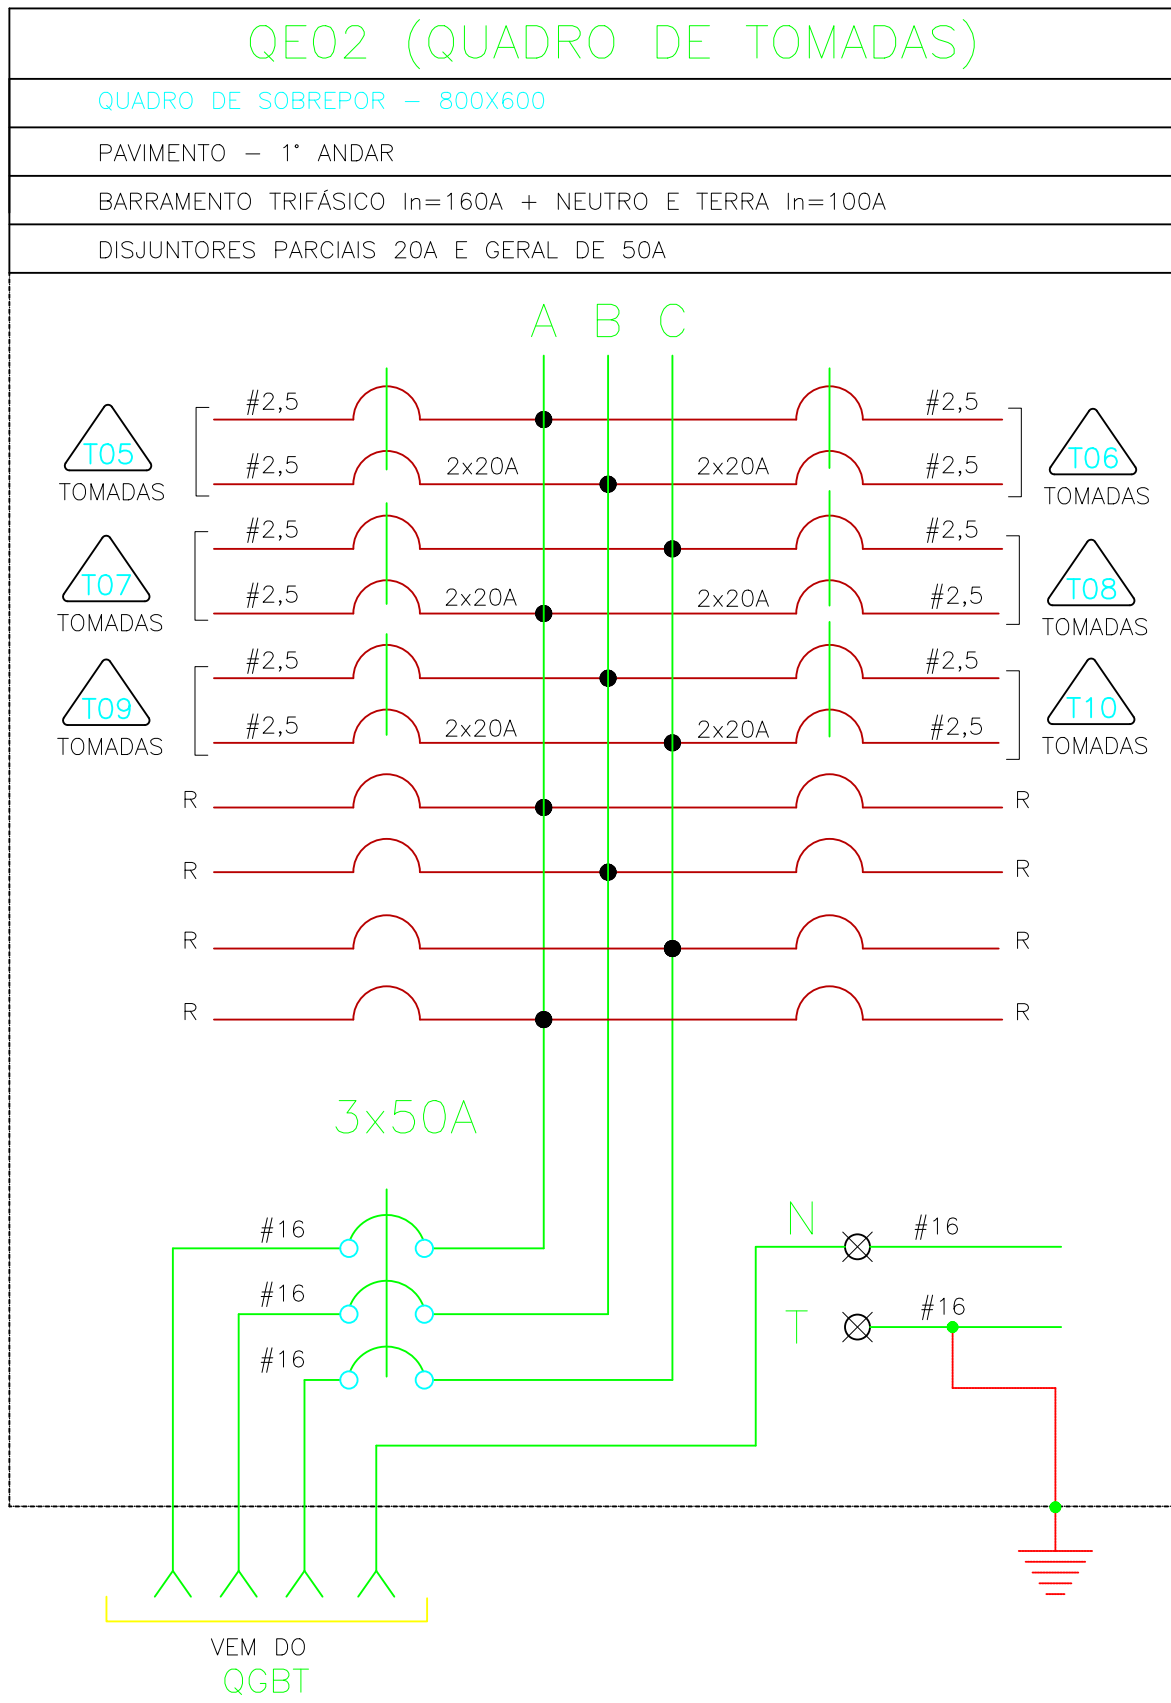 QE02 (QUADRO DE TOMADAS)
QUADRO DE SOBREPOR - 800X600
PAVIMENTO - 1° ANDAR
BARRAMENTO TRIFÁSICO In=160A + NEUTRO E TERRA In=100A
DISJUNTORES PARCIAIS 20A E GERAL DE 50A
A B C
#2,5 #2,5
T05 T06
#2,5 2x20A 2x20A #2,5
TOMADAS TOMADAS
#2,5 #2,5
T07 T08
#2,5 2x20A 2x20A #2,5
TOMADAS TOMADAS
#2,5 #2,5
T09 T10
#2,5 2x20A 2x20A #2,5
TOMADAS TOMADAS
R R
R R
R R
R R
3x50A
N
#16 #16
#16 T #16
#16
VEM DO
QGBT